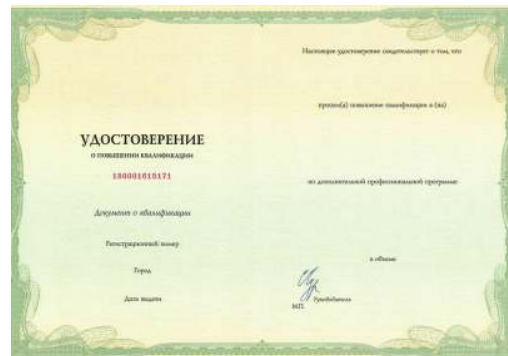 УДОСТОВЕРЕНИЕ
О ПОВЫШЕНИИ КВАЛИФИКАЦИИ
180001010171
Документ о квалификации
Регистрационный номер
Город
Дата выдачи
Настоящее удостоверение свидетельствует о том, что
прошел(а) повышение квалификации в (на)
по дополнительной профессиональной программе
в объеме
Руководитель
М.П.